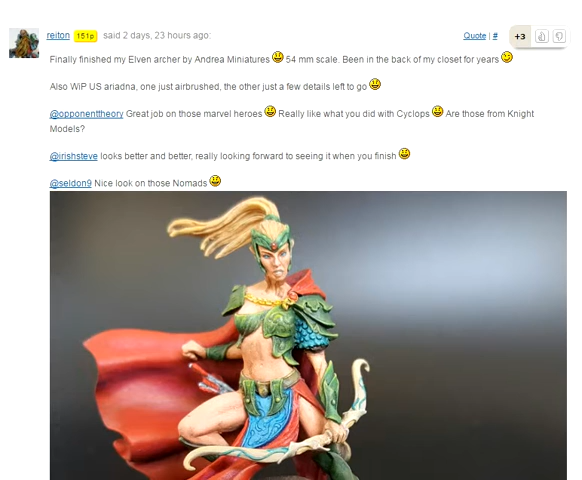 reiton 151p said 2 days, 23 hours ago: Quote | # +3
Finally finished my Elven archer by Andrea Miniatures 54 mm scale. Been in the back of my closet for years
Also WiP US ariadna, one just airbrushed, the other just a few details left to go
@opponenttheory Great job on those marvel heroes Really like what you did with Cyclops Are those from Knight
Models?
@irishsteve looks better and better, really looking forward to seeing it when you finish
@seldon9 Nice look on those Nomads